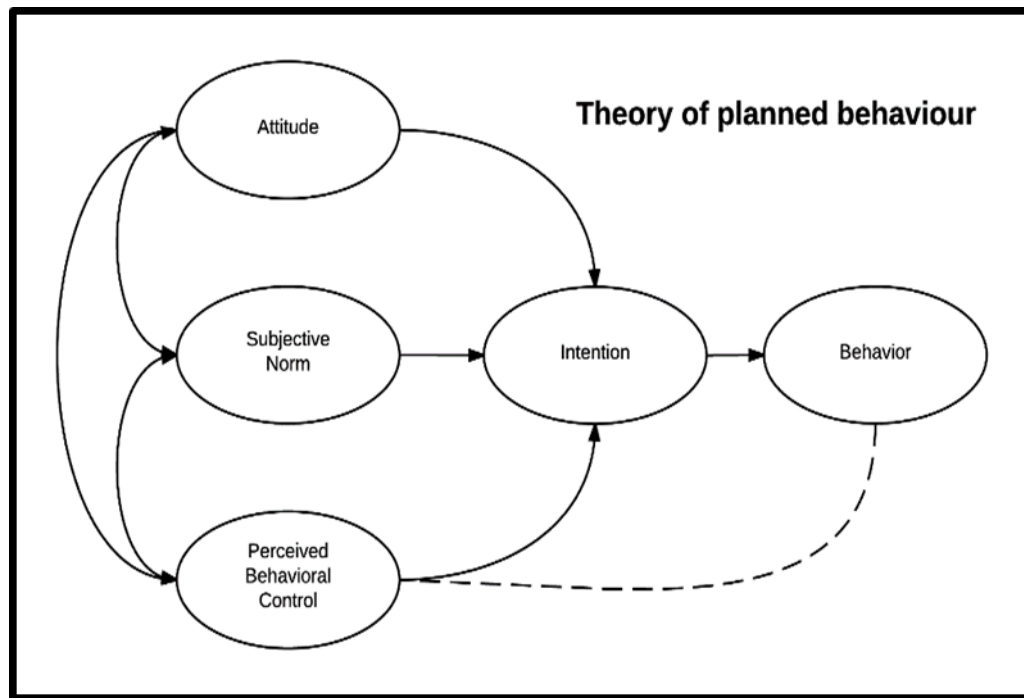 Theory of planned behaviour
Attitude
Subjective
Norm
Intention
Behavior
Perceived
Behavioral
Control